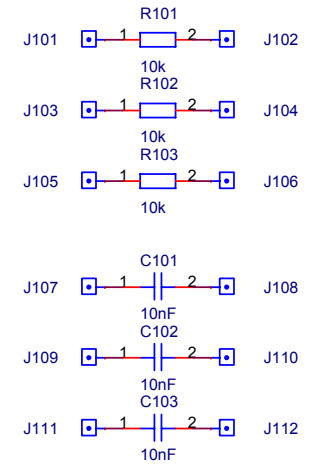 R101
J101 1 2 J102
10k
R102
J103 1 2 J104
10k
R103
J105 1 2 J106
10k
C101
J107 1 2 J108
10nF
C102
J109 1 2 J110
10nF
C103
J111 1 2 J112
10nF